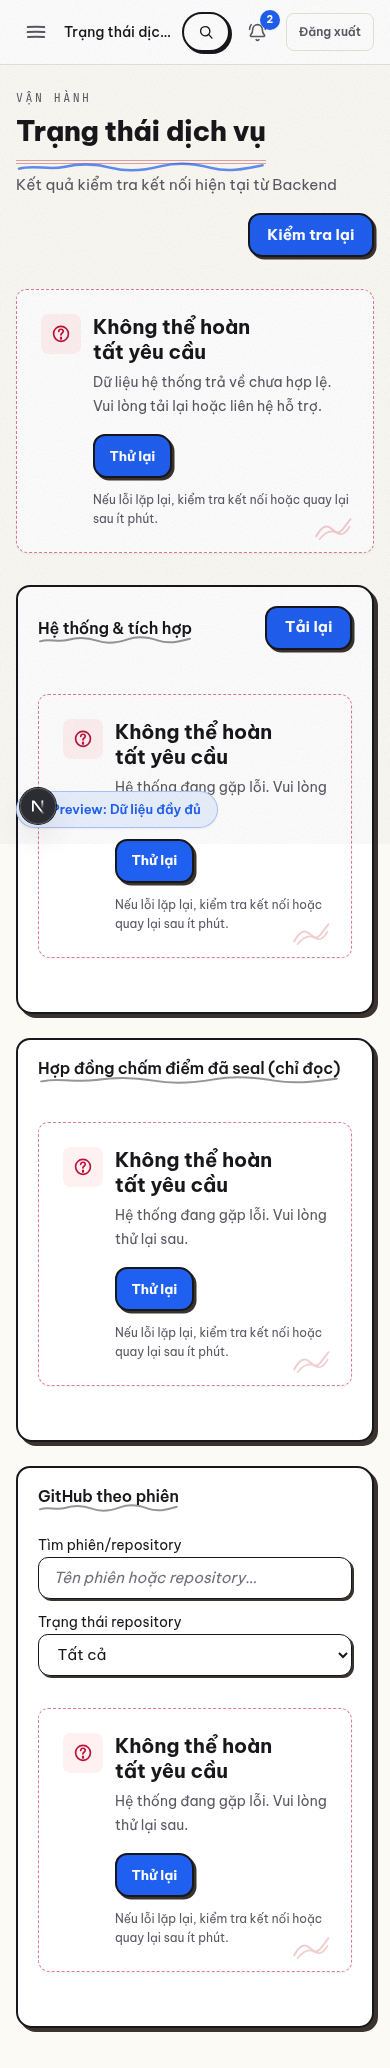 Trạng thái dịc...
2
Đăng xuất
VẬN HÀNH
Trạng thái dịch vụ
Kết quả kiểm tra kết nối hiện tại từ Backend
Kiểm tra lại
Không thể hoàn
tất yêu cầu
Dữ liệu hệ thống trả về chưa hợp lệ.
Vui lòng tải lại hoặc liên hệ hỗ trợ.
Thử lại
Nếu lỗi lặp lại, kiểm tra kết nối hoặc quay lại
sau ít phút.
Hệ thống & tích hợp
Tải lại
Không thể hoàn
tất yêu cầu
Hệ thống đang gặp lỗi. Vui lòng
N
Preview: Dữ liệu đầy đủ
Thử lại
Nếu lỗi lặp lại, kiểm tra kết nối hoặc
quay lại sau ít phút.
Hợp đồng chấm điểm đã seal (chỉ đọc)
Không thể hoàn
tất yêu cầu
Hệ thống đang gặp lỗi. Vui lòng
thử lại sau.
Thử lại
Nếu lỗi lặp lại, kiểm tra kết nối hoặc
quay lại sau ít phút.
GitHub theo phiên
Tìm phiên/repository
Tên phiên hoặc repository...
Trạng thái repository
Tất cả
Không thể hoàn
tất yêu cầu
Hệ thống đang gặp lỗi. Vui lòng
thử lại sau.
Thử lại
Nếu lỗi lặp lại, kiểm tra kết nối hoặc
quay lại sau ít phút.